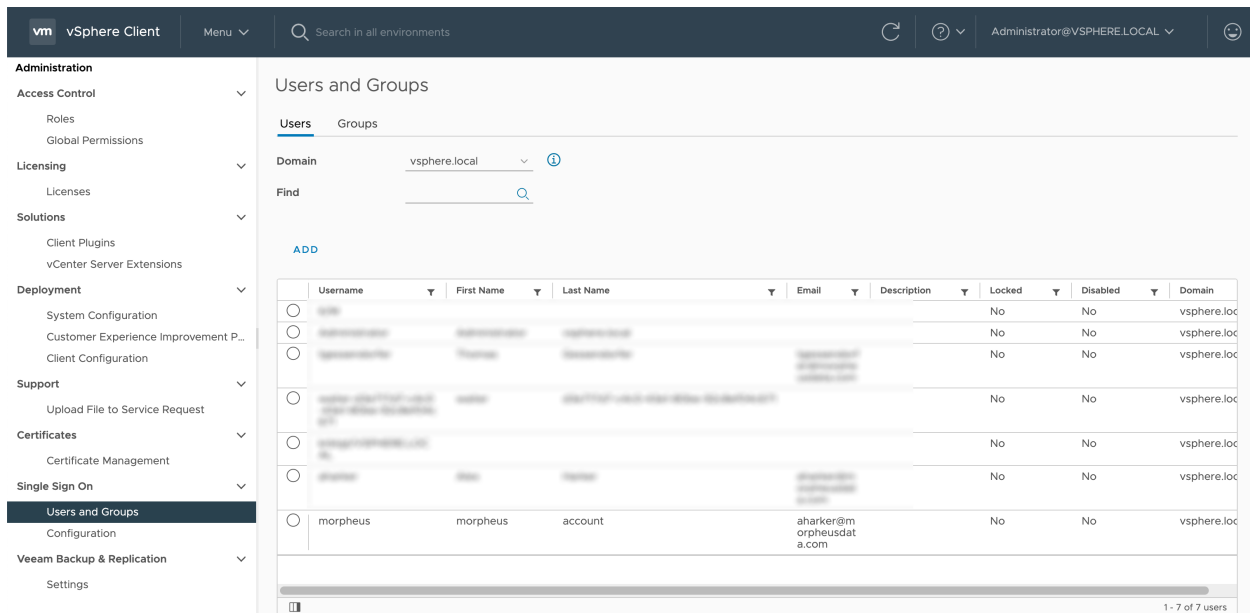 vm vSphere Client Menu Search in all environments Administrator@VSPHERE.LOCAL
Administration
Access Control
Roles
Global Permissions
Licensing
Licenses
Solutions
Client Plugins
vCenter Server Extensions
Deployment
System Configuration
Customer Experience Improvement P...
Client Configuration
Support
Upload File to Service Request
Certificates
Certificate Management
Single Sign On
Users and Groups
Configuration
Veeam Backup & Replication
Settings
Users and Groups
Users Groups
Domain vsphere.local
Find
ADD
Username First Name Last Name Email Description Locked Disabled Domain
No No vsphere.loc
No No vsphere.loc
No No vsphere.loc
No No vsphere.loc
No No vsphere.loc
No No vsphere.loc
morpheus morpheus account aharker@m No No vsphere.loc
orpheusdat
a.com
1 - 7 of 7 users